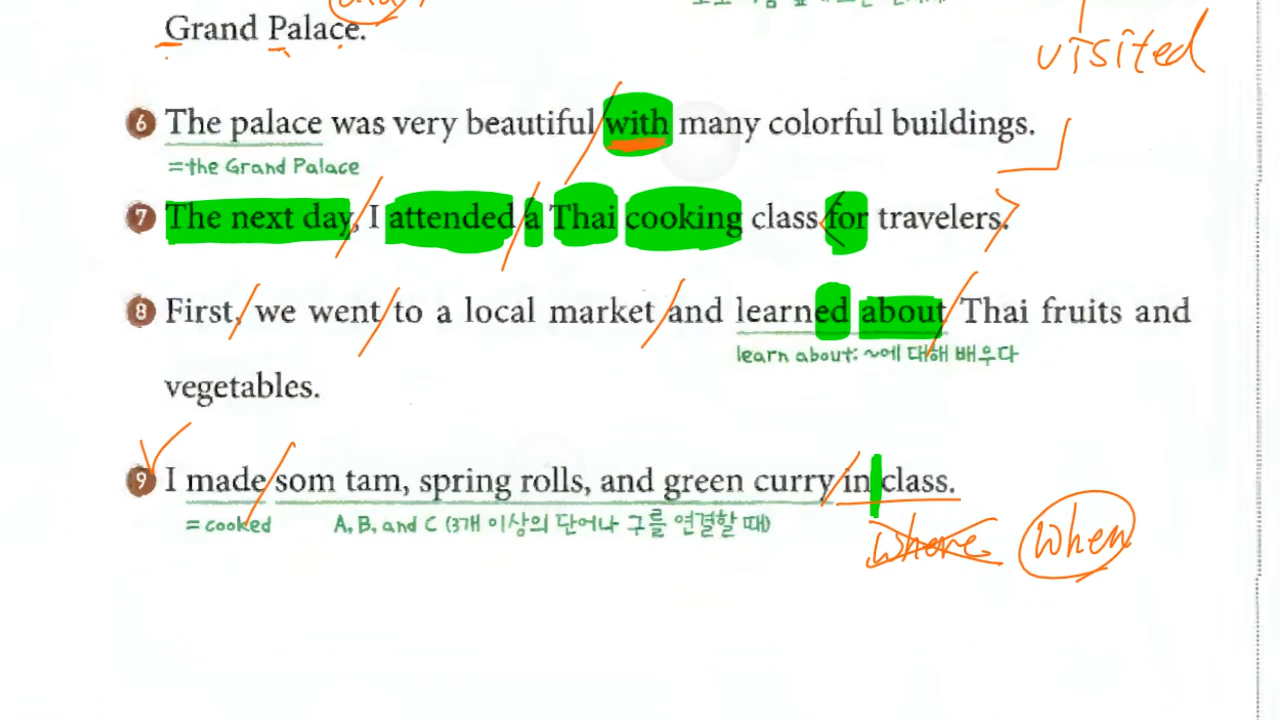 Grand Palace.
visited
6 The palace was very beautiful with many colorful buildings.
=the Grand Palace
7 The next day, I attended a Thai cooking class for travelers.
8 First, we went to a local market and learned about Thai fruits and
learn about: ~에 대해 배우다
vegetables.
9 I made som tam, spring rolls, and green curry in class.
= cooked A, B, and C (3개 이상의 단어나 구를 연결할 때)
where when